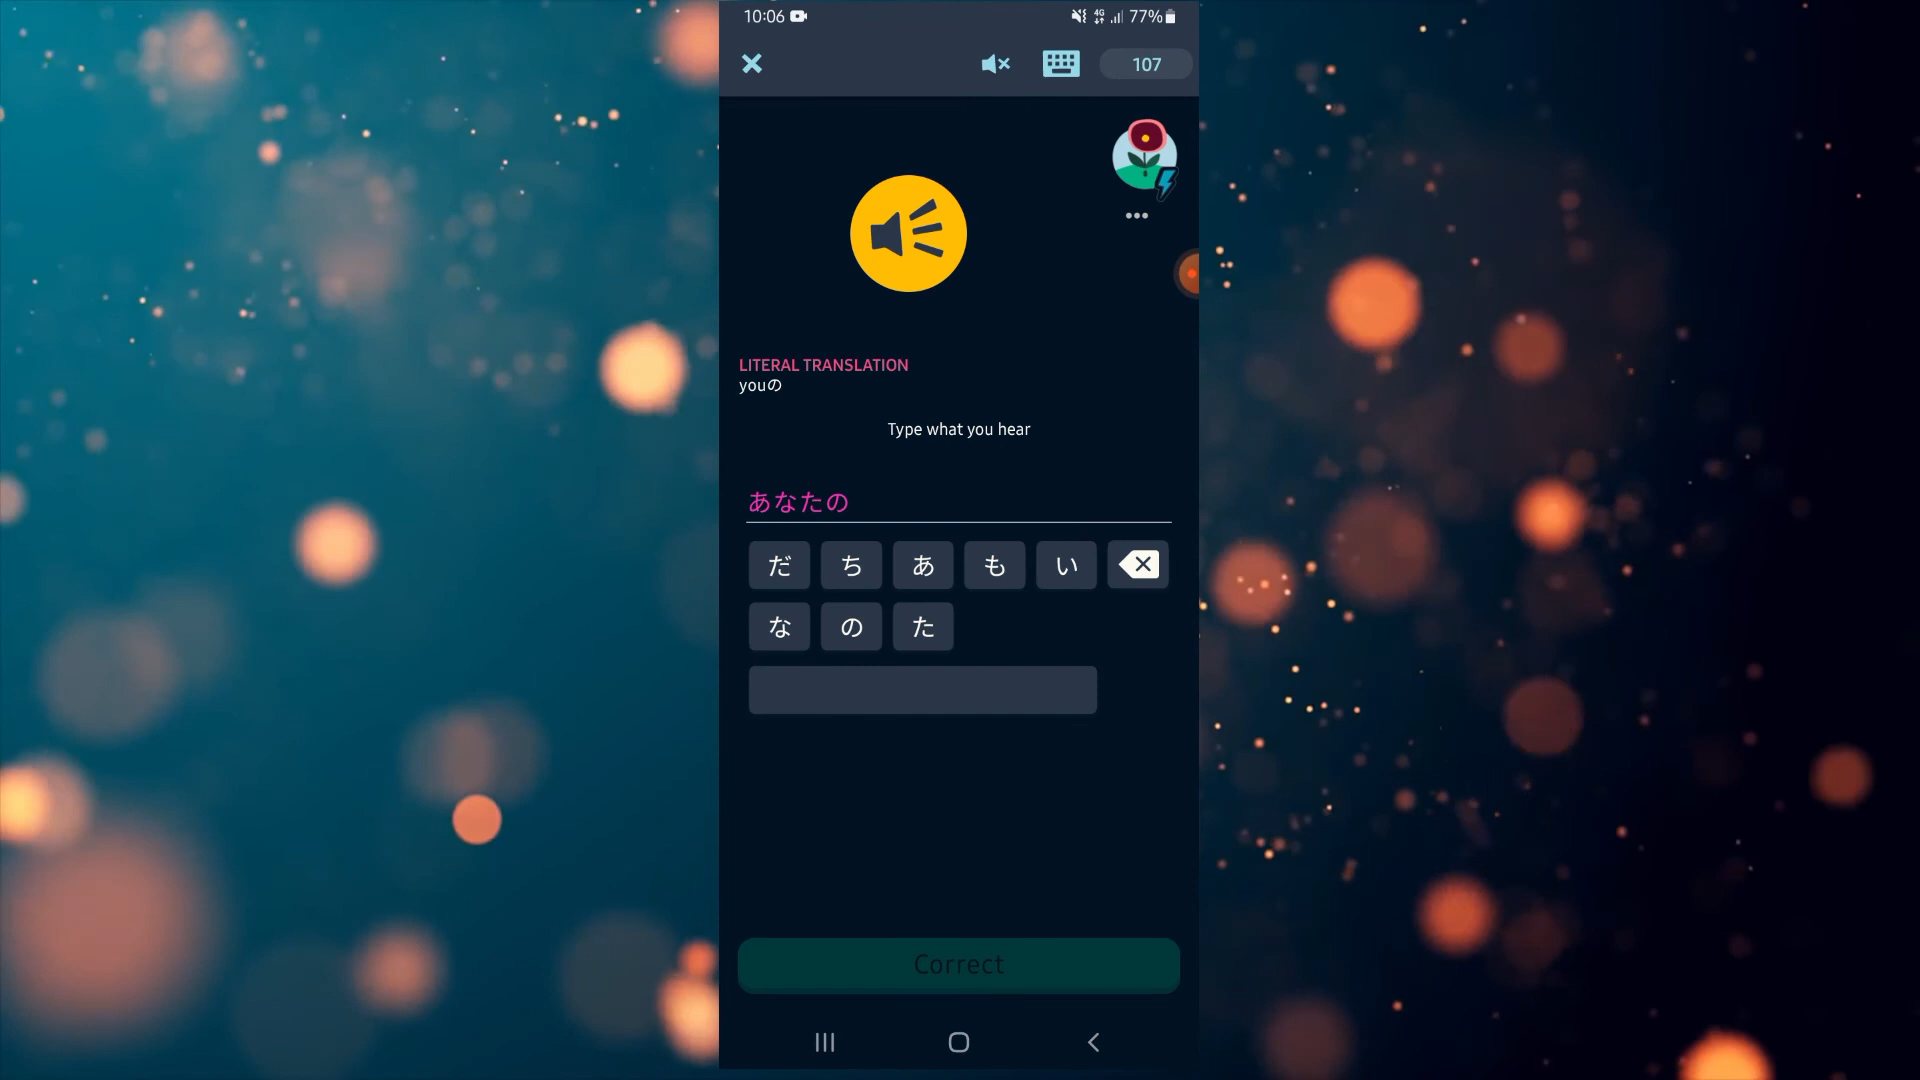 10:06
4G 77%
107
LITERAL TRANSLATION
youの
Type what you hear
あなたの
だ ち あ も い
な の た
Correct